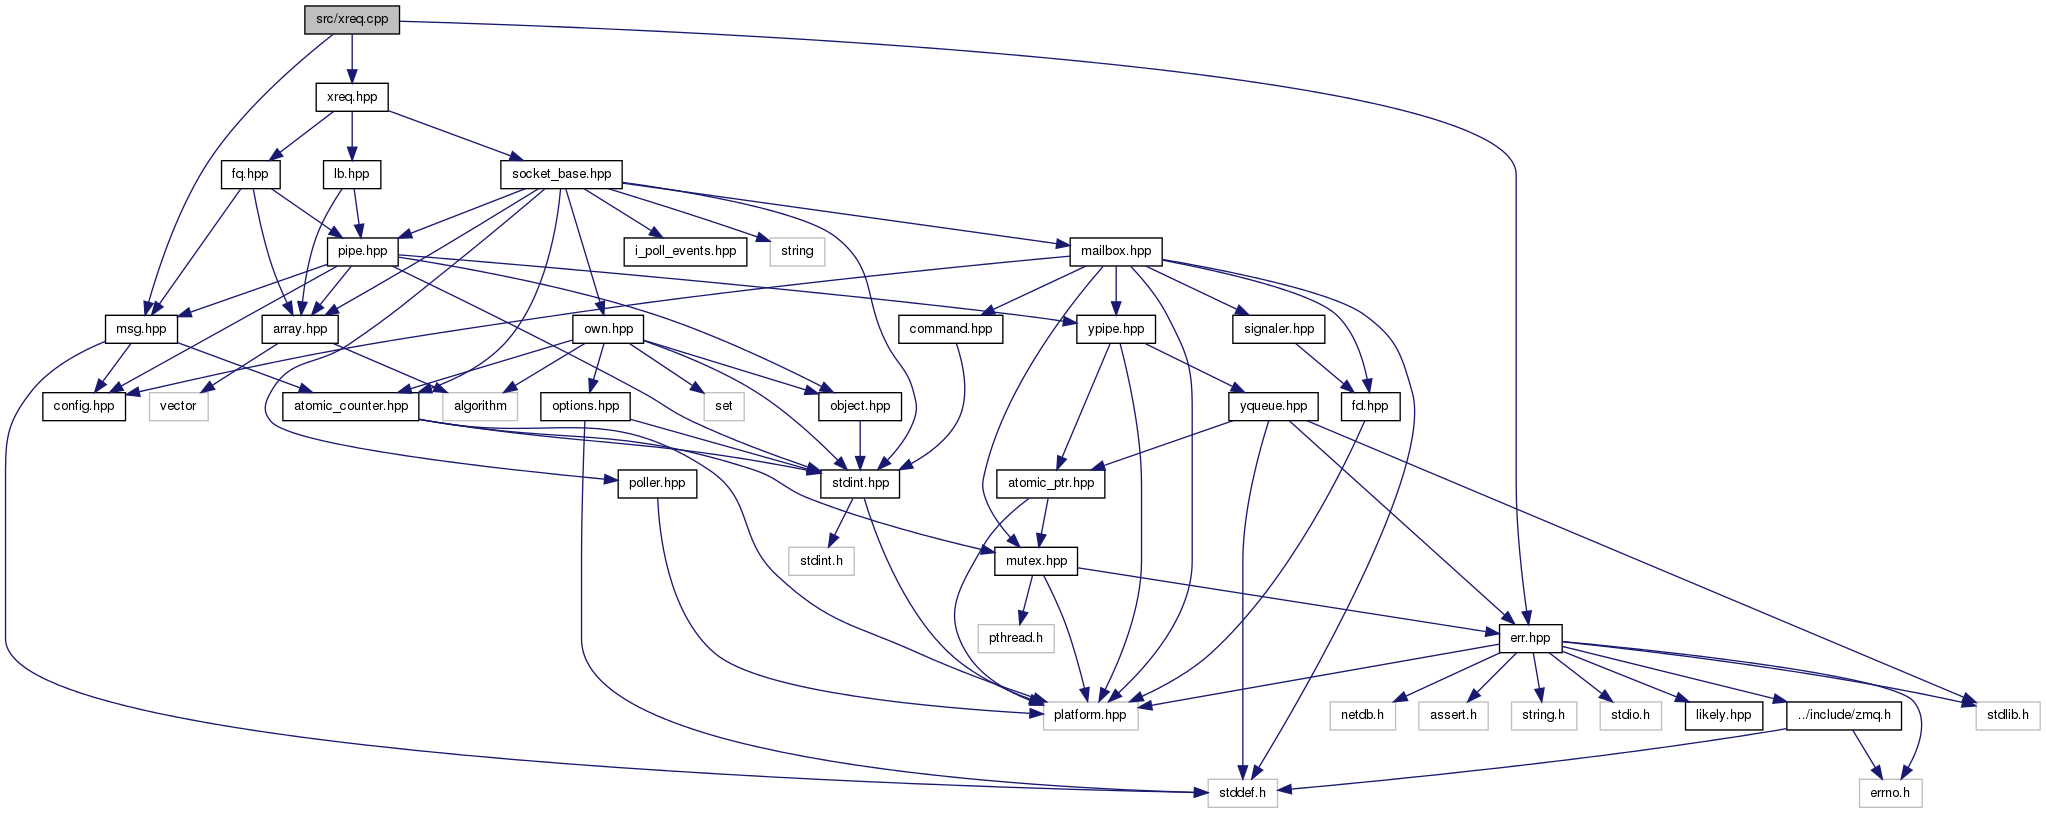 src/xreq.cpp
xreq.hpp
fq.hpp
lb.hpp
socket_base.hpp
pipe.hpp
i_poll_events.hpp
string
mailbox.hpp
msg.hpp
array.hpp
own.hpp
command.hpp
ypipe.hpp
signaler.hpp
config.hpp
vector
atomic_counter.hpp
algorithm
options.hpp
set
object.hpp
yqueue.hpp
fd.hpp
poller.hpp
stdint.hpp
atomic_ptr.hpp
stdint.h
mutex.hpp
pthread.h
err.hpp
platform.hpp
netdb.h
assert.h
string.h
stdio.h
likely.hpp
../include/zmq.h
stdlib.h
stddef.h
errno.h